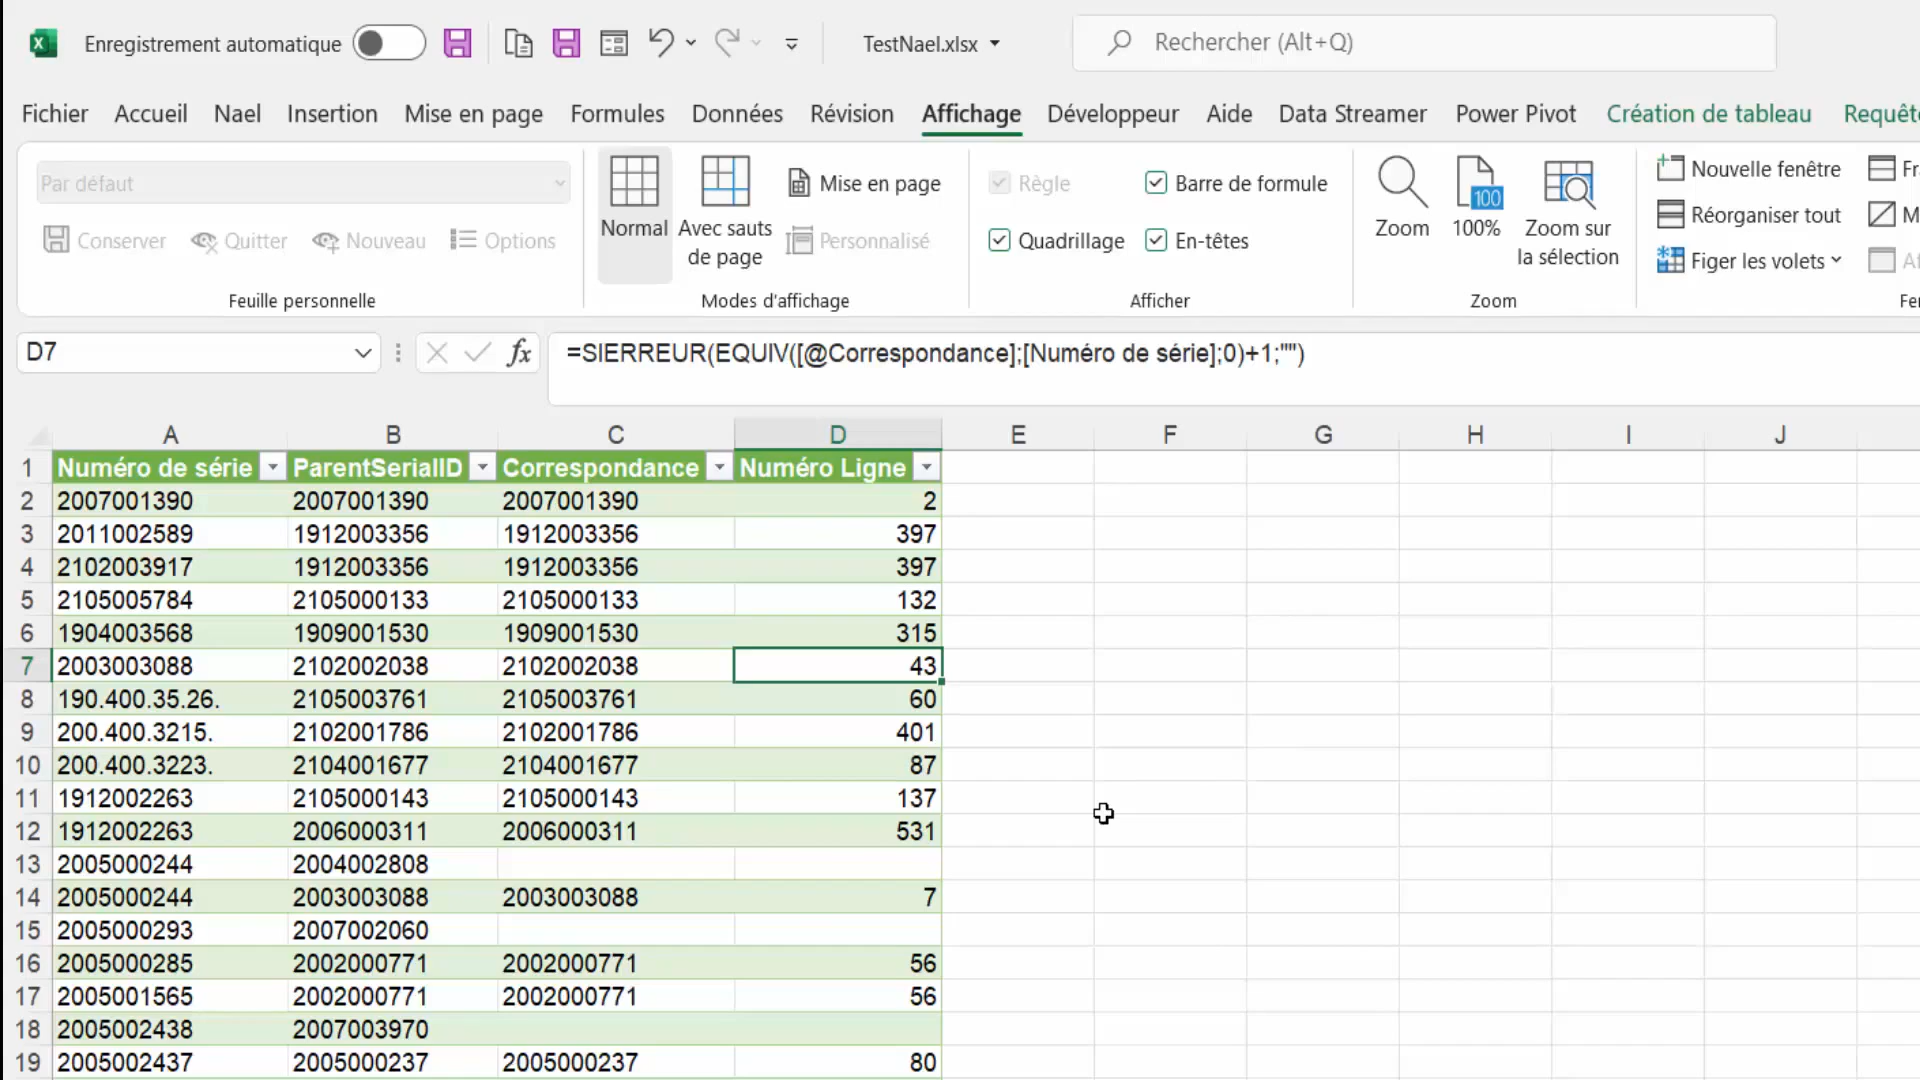 Enregistrement automatique TestNael.xlsx Rechercher (Alt+Q)
Fichier Accueil Nael Insertion Mise en page Formules Données Révision Affichage Développeur Aide Data Streamer Power Pivot Création de tableau Requêt
Par défaut
Conserver Quitter Nouveau Options
Feuille personnelle
Normal
Avec sauts
de page
Mise en page
Personnalisé
Modes d'affichage
Règle Barre de formule
Quadrillage En-têtes
Afficher
Zoom
100
100%
Zoom sur
la sélection
Zoom
Nouvelle fenêtre
Réorganiser tout
Figer les volets
D7 fx =SIERREUR(EQUIV([@Correspondance];[Numéro de série];0)+1;"")
A B C D E F G H I J
1 Numéro de série ParentSerialID Correspondance Numéro Ligne
2 2007001390 2007001390 2007001390 2
3 2011002589 1912003356 1912003356 397
4 2102003917 1912003356 1912003356 397
5 2105005784 2105000133 2105000133 132
6 1904003568 1909001530 1909001530 315
7 2003003088 2102002038 2102002038 43
8 190.400.35.26. 2105003761 2105003761 60
9 200.400.3215. 2102001786 2102001786 401
10 200.400.3223. 2104001677 2104001677 87
11 1912002263 2105000143 2105000143 137
12 1912002263 2006000311 2006000311 531
13 2005000244 2004002808
14 2005000244 2003003088 2003003088 7
15 2005000293 2007002060
16 2005000285 2002000771 2002000771 56
17 2005001565 2002000771 2002000771 56
18 2005002438 2007003970
19 2005002437 2005000237 2005000237 80